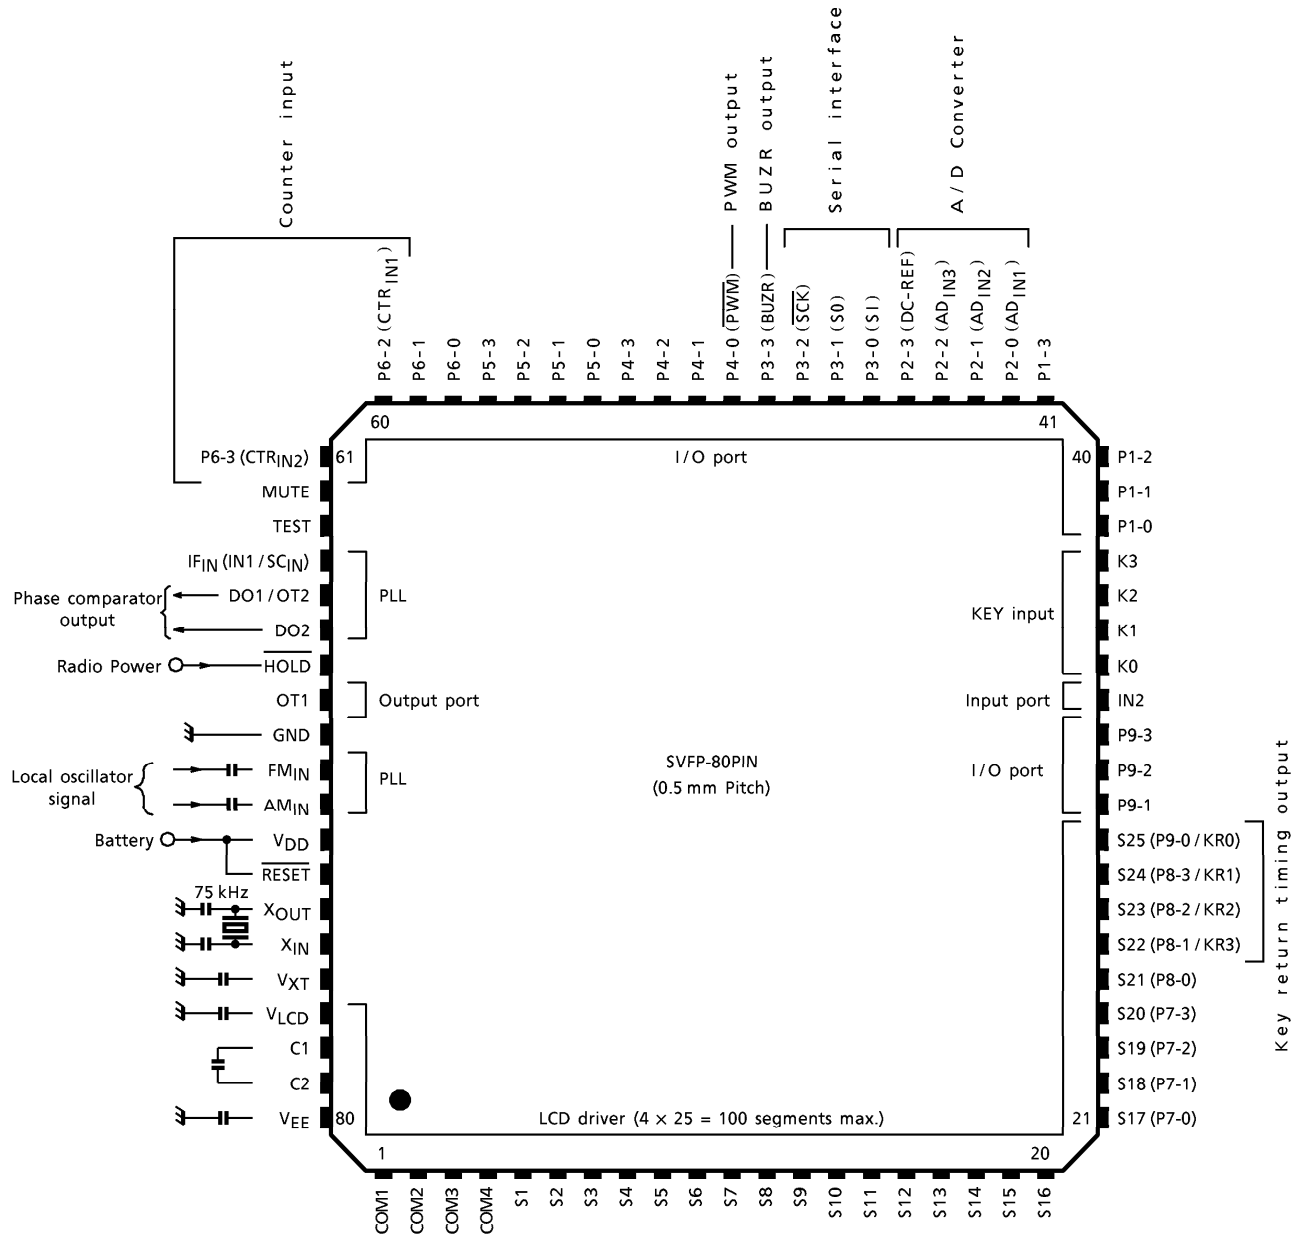 Counter input
PWM output
BUZR output
Serial interface
A/D Converter
P6-2 (CTRIN1)
P6-1
P6-0
P5-3
P5-2
P5-1
P5-0
P4-3
P4-2
P4-1
P4-0 (PWM)
P3-3 (BUZR)
P3-2 (SCK)
P3-1 (S0)
P3-0 (SI)
P2-3 (DC-REF)
P2-2 (ADIN3)
P2-1 (ADIN2)
P2-0 (ADIN1)
P1-3
60
41
P6-3 (CTRIN2)
61
I/O port
40
P1-2
MUTE
P1-1
TEST
P1-0
IFIN (IN1/SCIN)
K3
Phase comparator
output
DO1/OT2
PLL
K2
DO2
KEY input
K1
Radio Power
HOLD
K0
OT1
Output port
Input port
IN2
GND
P9-3
Local oscillator
signal
FMIN
PLL
SVFP-80PIN
(0.5 mm Pitch)
I/O port
P9-2
AMIN
P9-1
Battery
VDD
S25 (P9-0/KR0)
RESET
S24 (P8-3/KR1)
75 kHz
XOUT
S23 (P8-2/KR2)
XIN
S22 (P8-1/KR3)
Key return timing output
VXT
S21 (P8-0)
VLCD
S20 (P7-3)
C1
S19 (P7-2)
C2
S18 (P7-1)
VEE
80
LCD driver (4 × 25 = 100 segments max.)
21
S17 (P7-0)
1
20
COM1
COM2
COM3
COM4
S1
S2
S3
S4
S5
S6
S7
S8
S9
S10
S11
S12
S13
S14
S15
S16